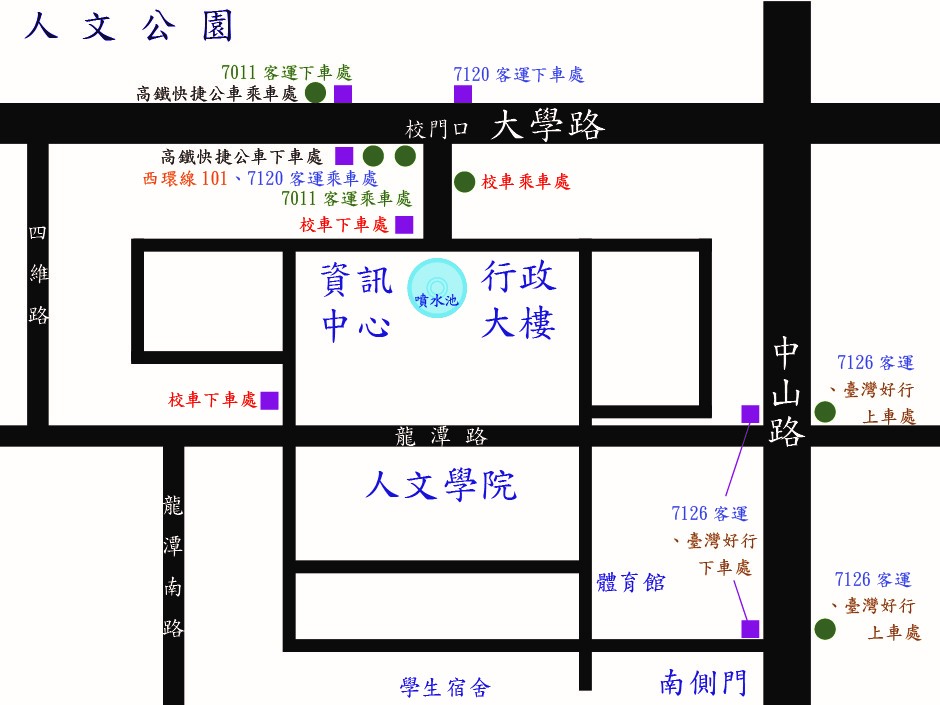 人文公園
7011 客運下車處
高鐵快捷公車乘車處
7120 客運下車處
校門口 大學路
高鐵快捷公車下車處
西環線 101、7120 客運乘車處
7011 客運乘車處
校車下車處
校車乘車處
四維路
資訊中心
噴水池
行政大樓
中山路
7126 客運
、臺灣好行
上車處
校車下車處
龍潭路
人文學院
龍潭南路
7126 客運
、臺灣好行
下車處
體育館
7126 客運
、臺灣好行
上車處
學生宿舍
南側門